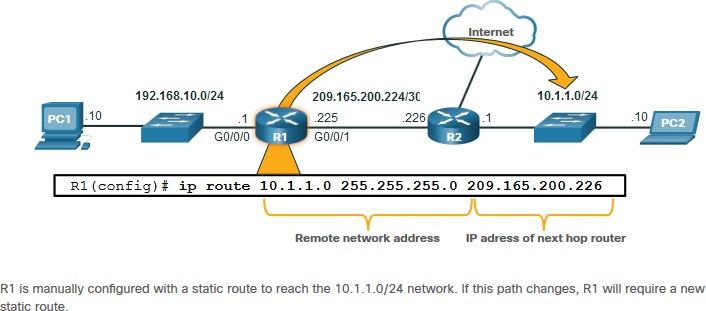 Internet
192.168.10.0/24
209.165.200.224/30
10.1.1.0/24
PC1
.10
.1
G0/0/0
R1
.225
G0/0/1
.226
R2
.1
.10
PC2
R1(config)# ip route 10.1.1.0 255.255.255.0 209.165.200.226
Remote network address
IP adress of next hop router
R1 is manually configured with a static route to reach the 10.1.1.0/24 network. If this path changes, R1 will require a new
static route.